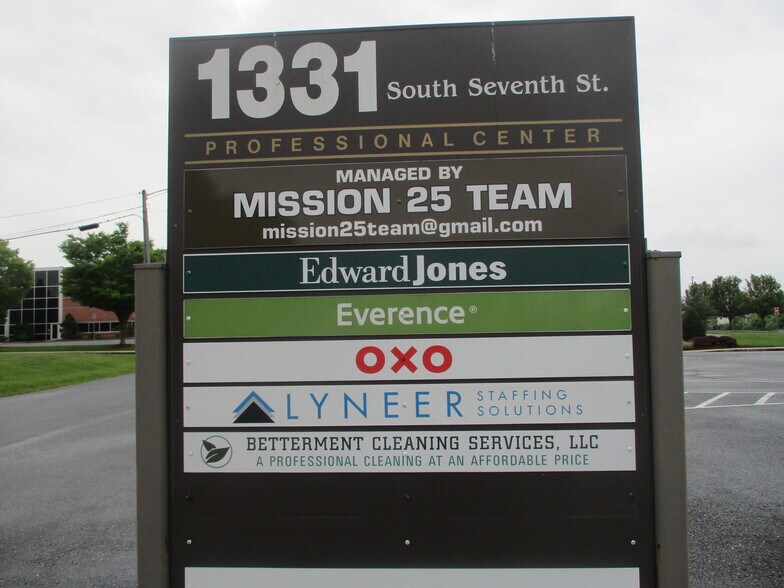 1331 South Seventh St.
PROFESSIONAL CENTER
MANAGED BY
MISSION 25 TEAM
mission25team@gmail.com
Edward Jones
Everence®
OXO
LYNEER STAFFING
SOLUTIONS
BETTERMENT CLEANING SERVICES, LLC
A PROFESSIONAL CLEANING AT AN AFFORDABLE PRICE